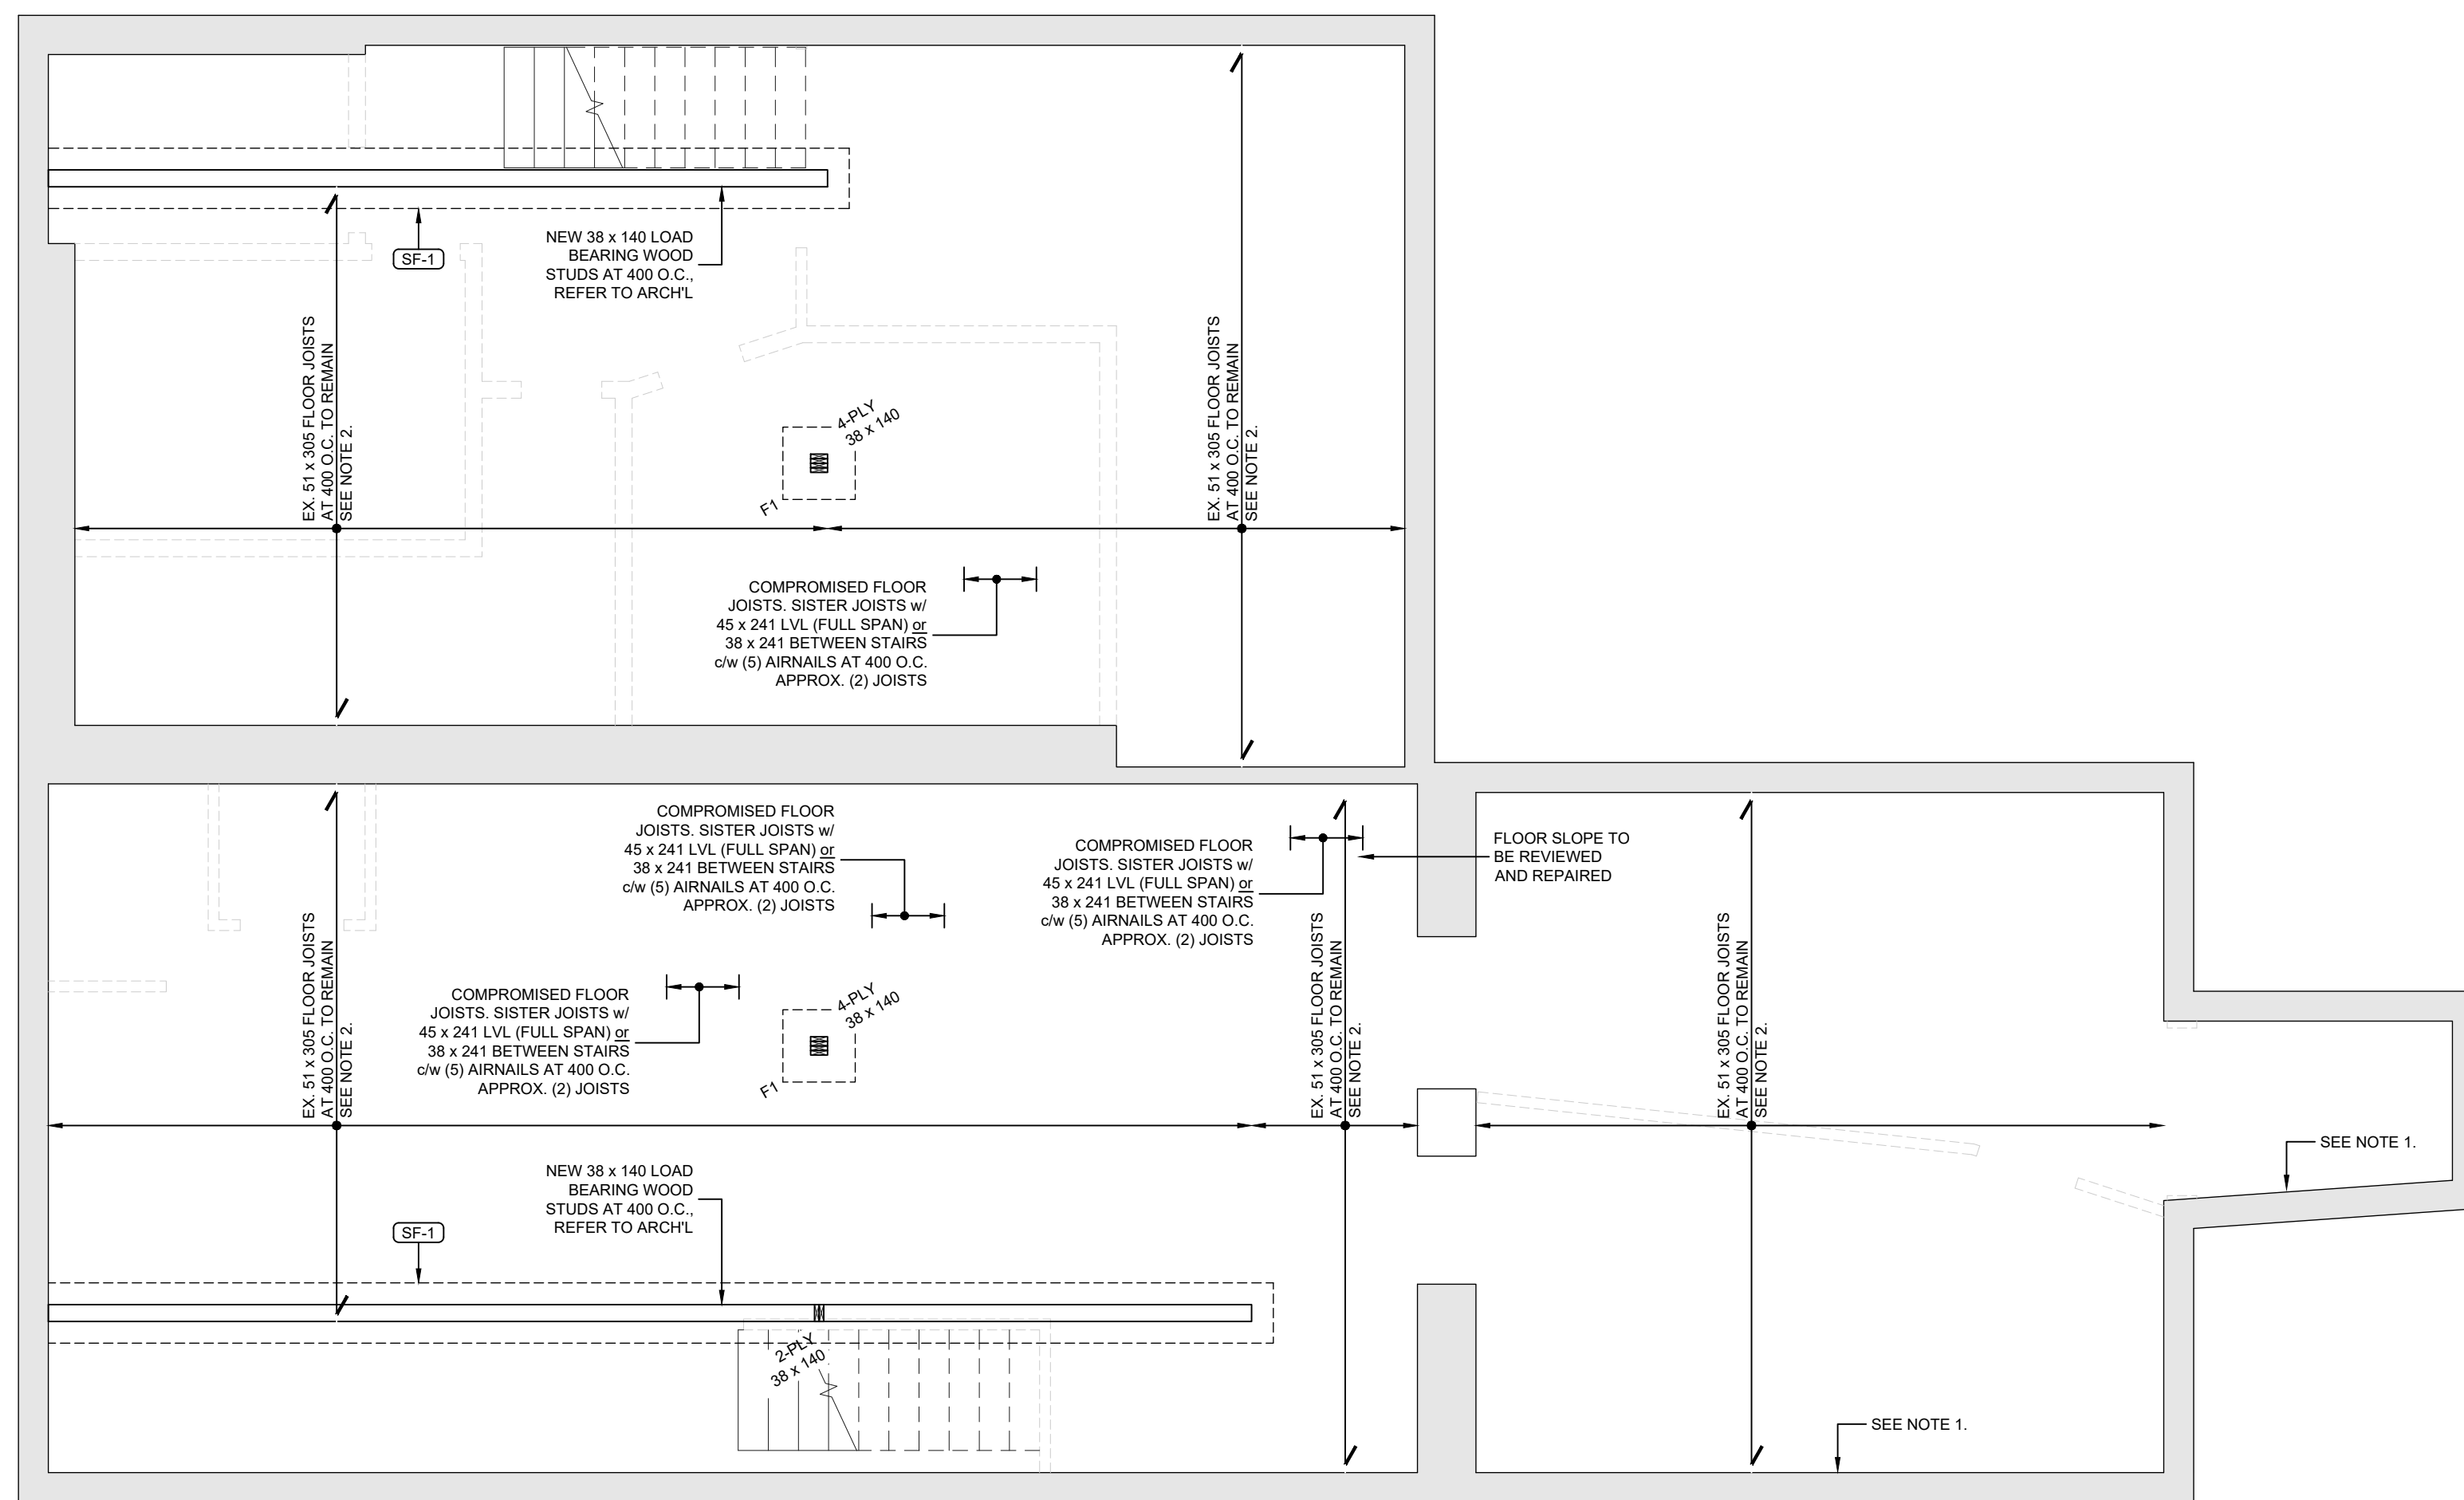 NEW 38 x 140 LOAD
BEARING WOOD
STUDS AT 400 O.C.,
REFER TO ARCH'L
SF-1
EX. 51 x 305 FLOOR JOISTS
AT 400 O.C. TO REMAIN
SEE NOTE 2.
4-PLY
38 x 140
F1
EX. 51 x 305 FLOOR JOISTS
AT 400 O.C. TO REMAIN
SEE NOTE 2.
COMPROMISED FLOOR
JOISTS. SISTER JOISTS w/
45 x 241 LVL (FULL SPAN) or
38 x 241 BETWEEN STAIRS
c/w (5) AIRNAILS AT 400 O.C.
APPROX. (2) JOISTS
COMPROMISED FLOOR
JOISTS. SISTER JOISTS w/
45 x 241 LVL (FULL SPAN) or
38 x 241 BETWEEN STAIRS
c/w (5) AIRNAILS AT 400 O.C.
APPROX. (2) JOISTS
COMPROMISED FLOOR
JOISTS. SISTER JOISTS w/
45 x 241 LVL (FULL SPAN) or
38 x 241 BETWEEN STAIRS
c/w (5) AIRNAILS AT 400 O.C.
APPROX. (2) JOISTS
FLOOR SLOPE TO
BE REVIEWED
AND REPAIRED
EX. 51 x 305 FLOOR JOISTS
AT 400 O.C. TO REMAIN
SEE NOTE 2.
COMPROMISED FLOOR
JOISTS. SISTER JOISTS w/
45 x 241 LVL (FULL SPAN) or
38 x 241 BETWEEN STAIRS
c/w (5) AIRNAILS AT 400 O.C.
APPROX. (2) JOISTS
4-PLY
38 x 140
F1
EX. 51 x 305 FLOOR JOISTS
AT 400 O.C. TO REMAIN
SEE NOTE 2.
EX. 51 x 305 FLOOR JOISTS
AT 400 O.C. TO REMAIN
SEE NOTE 2.
SEE NOTE 1.
NEW 38 x 140 LOAD
BEARING WOOD
STUDS AT 400 O.C.,
REFER TO ARCH'L
SF-1
2-PLY
38 x 140
SEE NOTE 1.